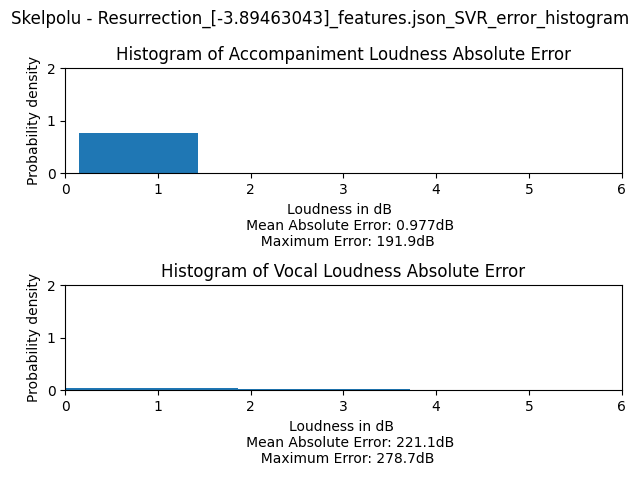 Skelpolu - Resurrection_[-3.89463043]_features.json_SVR_error_histogram
Histogram of Accompaniment Loudness Absolute Error
Probability density
2
1
0
0 1 2 3 4 5 6
Loudness in dB
Mean Absolute Error: 0.977dB
Maximum Error: 191.9dB
Histogram of Vocal Loudness Absolute Error
Probability density
2
1
0
0 1 2 3 4 5 6
Loudness in dB
Mean Absolute Error: 221.1dB
Maximum Error: 278.7dB